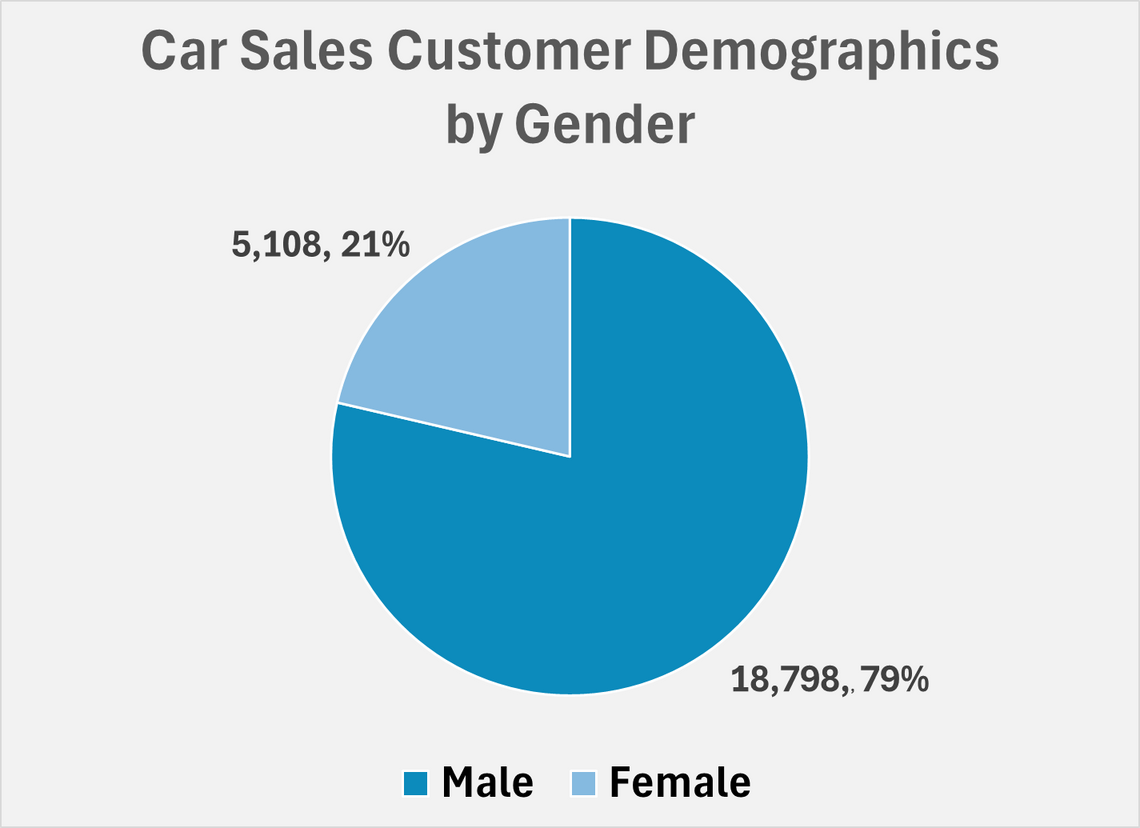 Car Sales Customer Demographics
by Gender
5,108, 21%
18,798,, 79%
Male Female